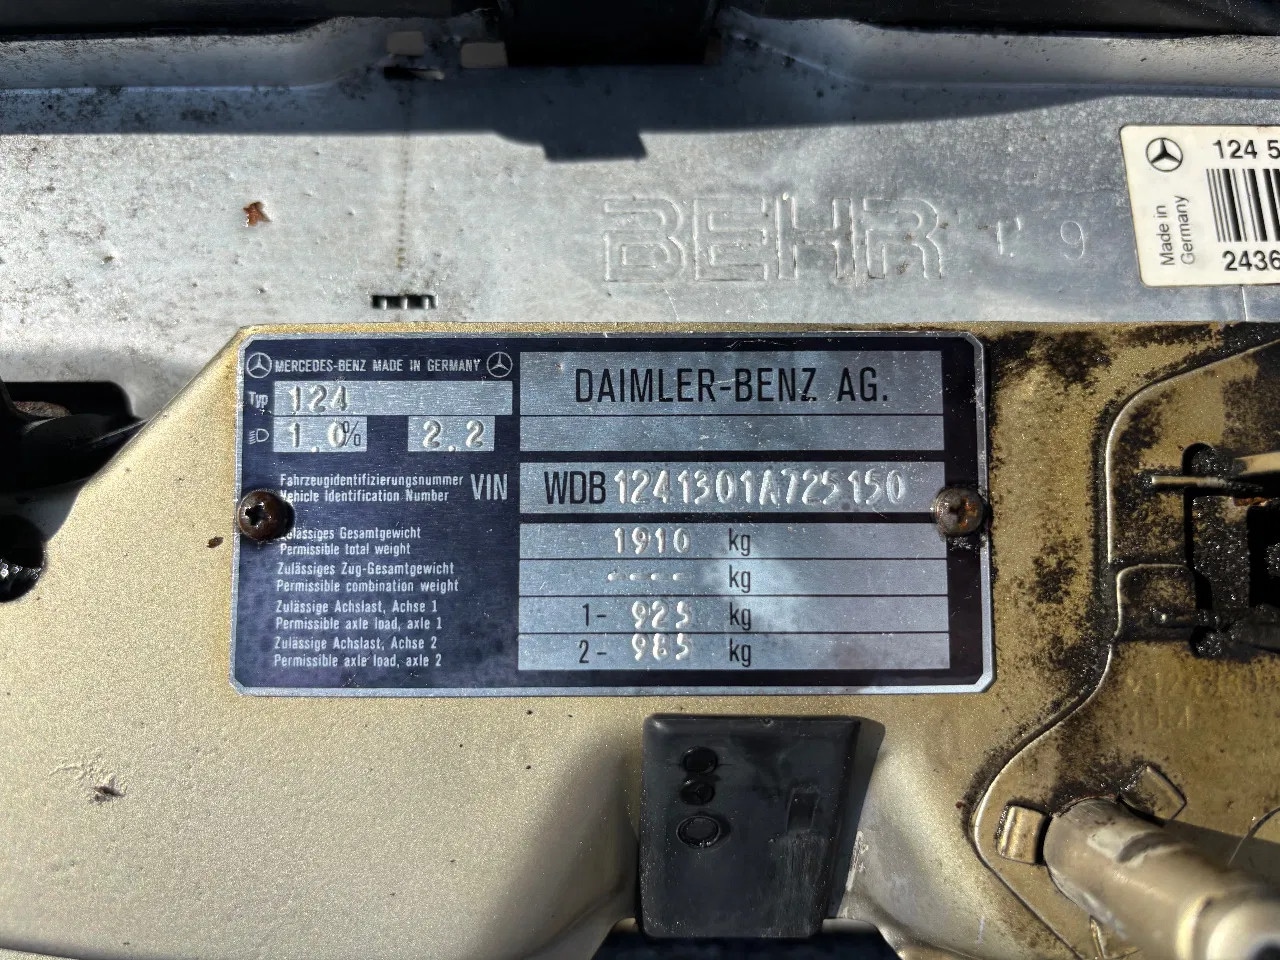 BEHR
9
124 5
Made in
Germany
2436
MERCEDES-BENZ MADE IN GERMANY
DAIMLER-BENZ AG.
Typ 124
1.0% 2.2
Fahrzeugidentifizierungsnummer
Vehicle Identification Number
VIN WDB1241301A725150
Zulässiges Gesamtgewicht
Permissible total weight
1910 kg
Zulässiges Zug-Gesamtgewicht
Permissible combination weight
---- kg
Zulässige Achslast, Achse 1
Permissible axle load, axle 1
1- 925 kg
Zulässige Achslast, Achse 2
Permissible axle load, axle 2
2- 985 kg